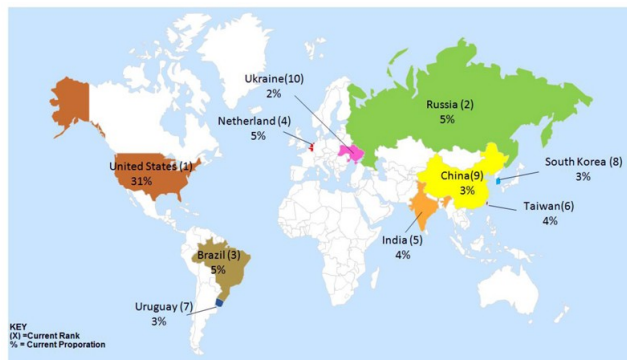 Ukraine(10)
2%
Russia (2)
5%
Netherland (4)
5%
United States (1)
31%
China(9)
3%
South Korea (8)
3%
Taiwan(6)
4%
India (5)
4%
Brazil (3)
5%
Uruguay (7)
3%
KEY
(X) =Current Rank
% = Current Proporation